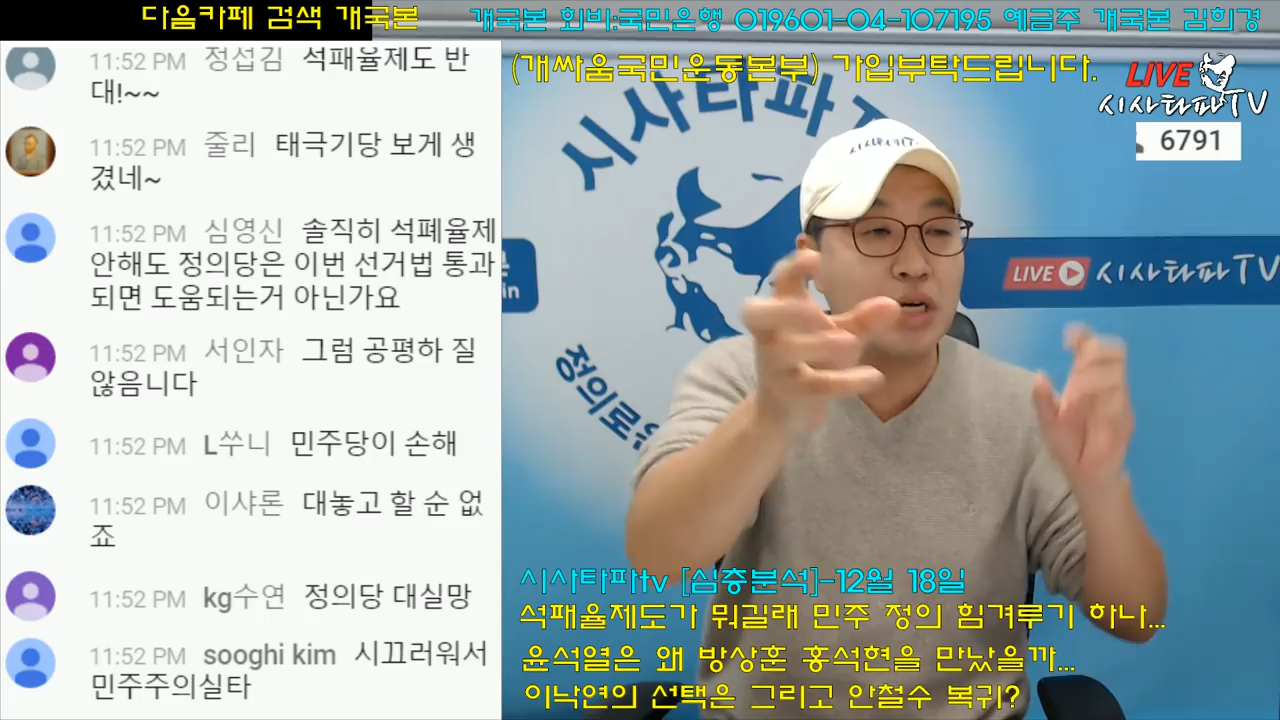 다음카페 검색 개국본
개국본 회비:국민은행 019601-04-107195 예금주 개국본 김희경
(개싸움국민운동본부) 가입부탁드립니다.
LIVE
시사타파TV
6791
11:52 PM 정섭김 석패율제도 반
대!~~
11:52 PM 줄리 태극기당 보게 생
겼네~
11:52 PM 심영신 솔직히 석폐율제
안해도 정의당은 이번 선거법 통과
되면 도움되는거 아닌가요
11:52 PM 서인자 그럼 공평하 질
않음니다
11:52 PM L쑤니 민주당이 손해
11:52 PM 이샤론 대놓고 할 순 없
죠
11:52 PM kg수연 정의당 대실망
11:52 PM sooghi kim 시끄러워서
민주주의실타
시사타파
정의로운
in
LIVE 시사타파TV
시사타파tv [심층분석]-12월 18일
석패율제도가 뭐길래 민주 정의 힘겨루기 하나...
윤석열은 왜 방상훈 홍석현을 만났을까...
이낙연의 선택은 그리고 안철수 복귀?